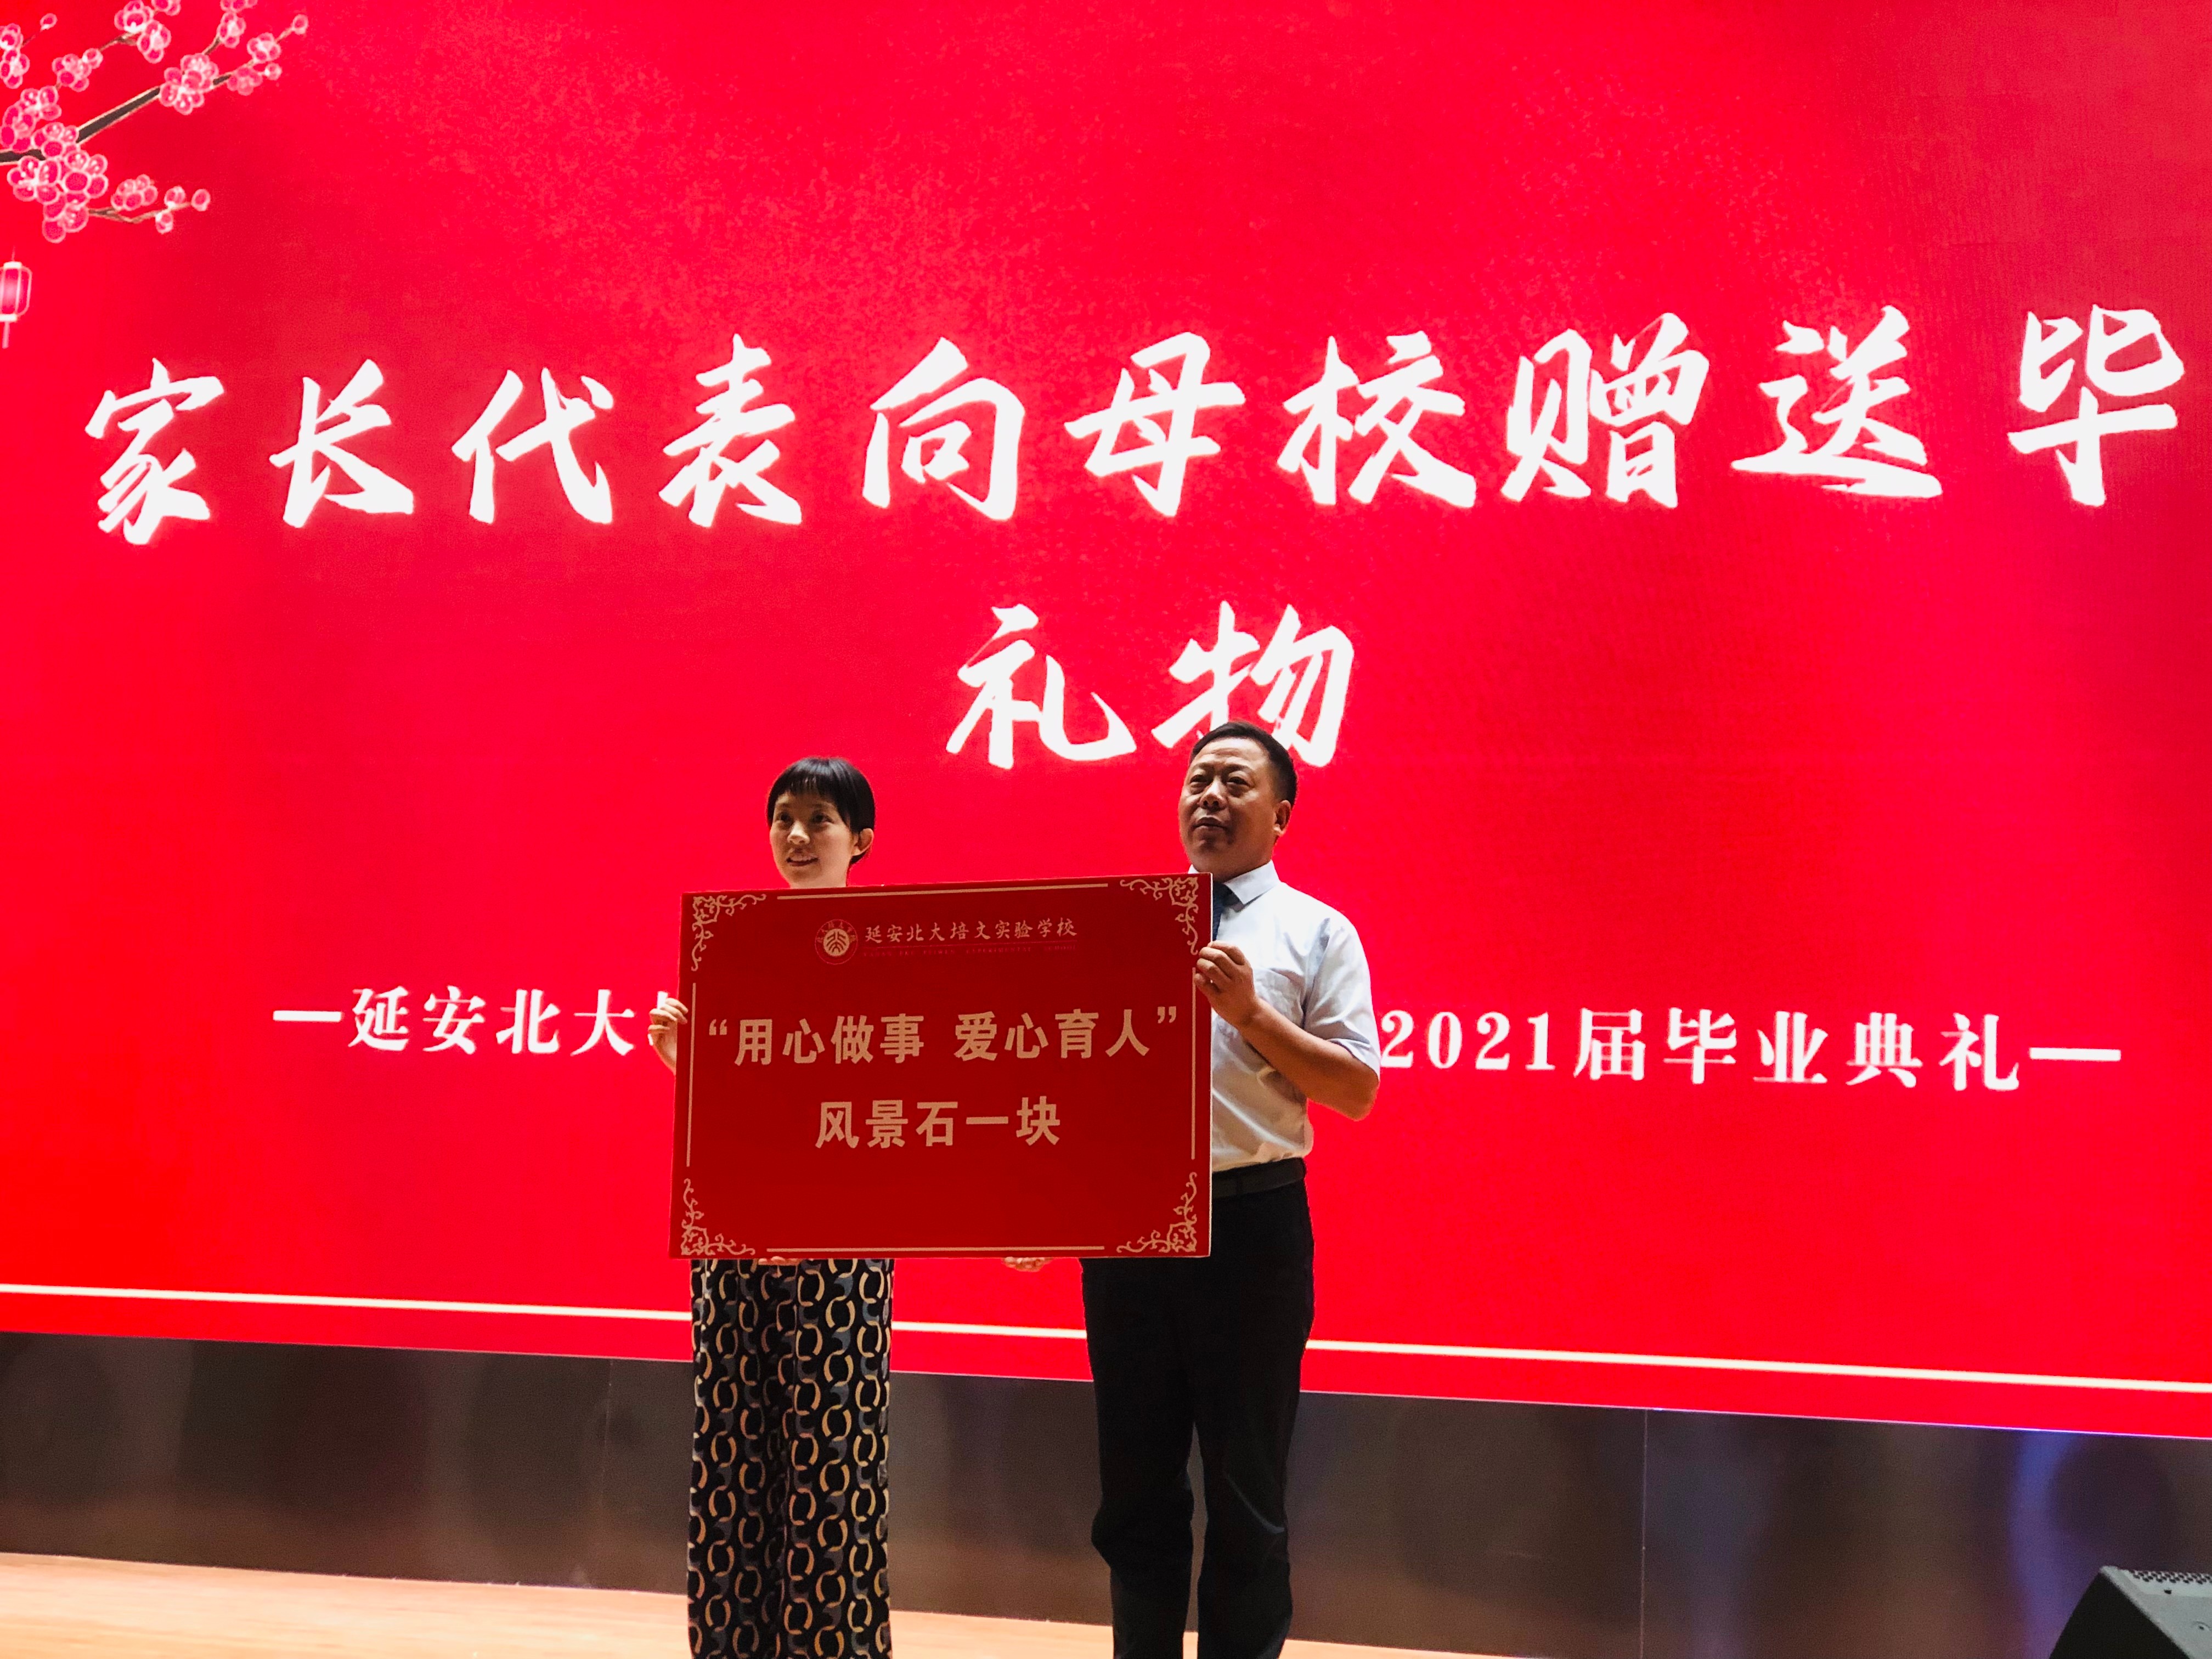 家长代表向母校赠送毕
礼物
—延安北大
2021届毕业典礼—
延安北大培文实验学校
“用心做事 爱心育人”
风景石一块